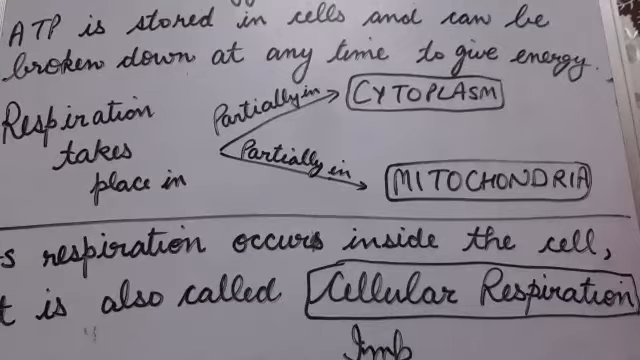 ATP is stored in cells and can be
broken down at any time to give energy.
Respiration
takes
place in
Partially in
CYTOPLASM
Partially in
MITOCHONDRIA
s respiration occurs inside the cell,
t is also called Cellular Respiration
Imb